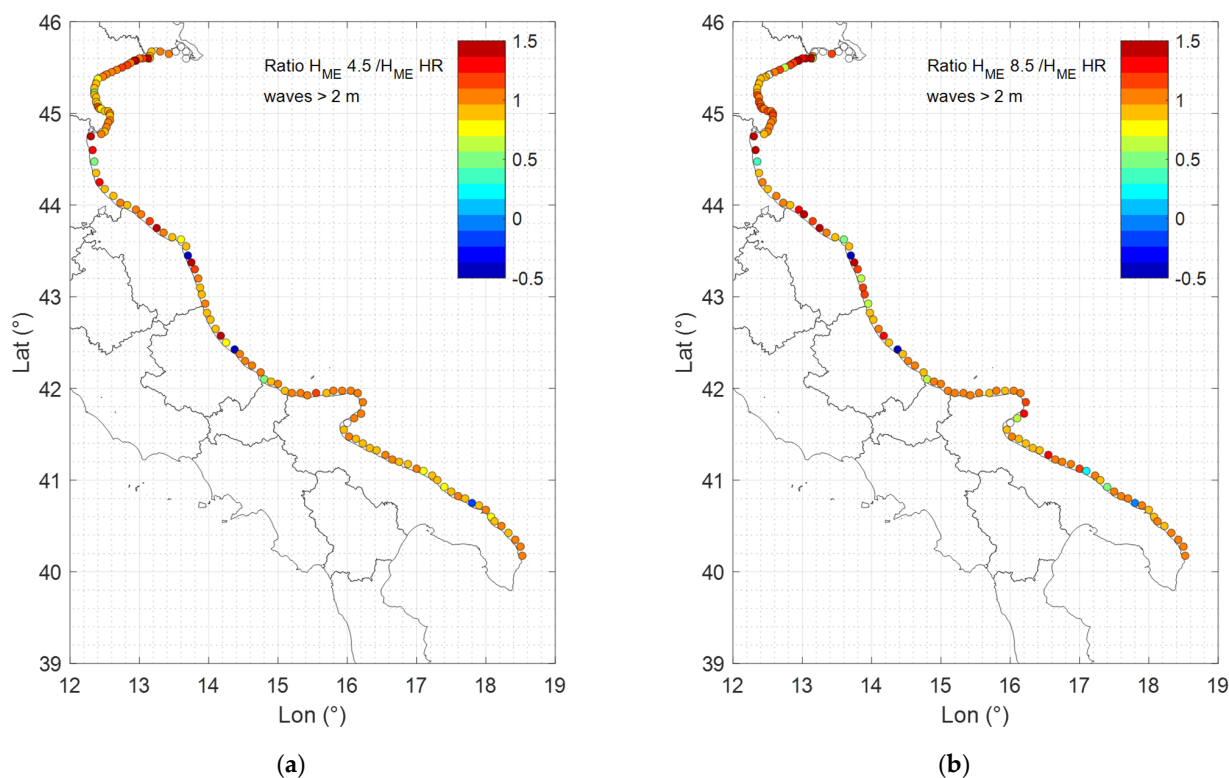 46
45
44
43
42
41
40
39
Lat (°)
12 13 14 15 16 17 18 19
Lon (°)
Ratio H_ME 4.5 /H_ME HR
waves > 2 m
1.5
1
0.5
0
-0.5
(a)
46
45
44
43
42
41
40
39
Lat (°)
12 13 14 15 16 17 18 19
Lon (°)
Ratio H_ME 8.5 /H_ME HR
waves > 2 m
1.5
1
0.5
0
-0.5
(b)